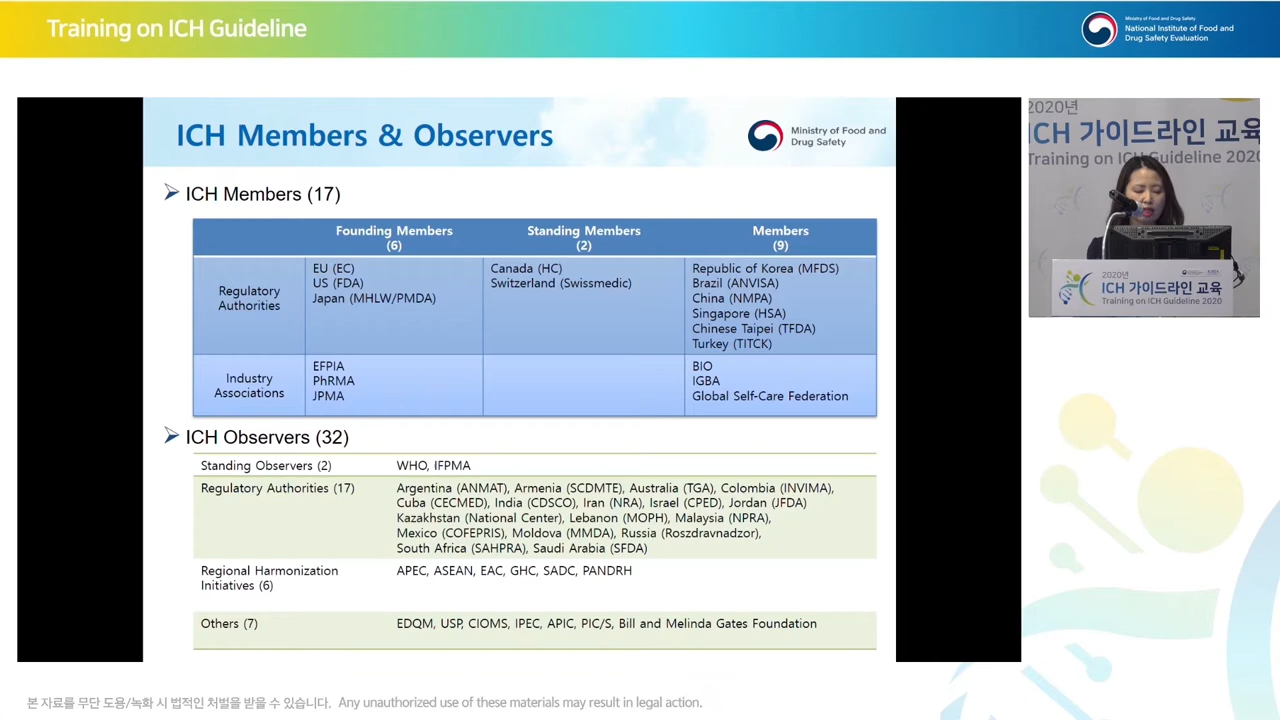 Training on ICH Guideline
Ministry of Food and Drug Safety
National Institute of Food and
Drug Safety Evaluation
ICH Members & Observers
Ministry of Food and
Drug Safety
ICH Members (17)
Founding Members
(6)
Standing Members
(2)
Members
(9)
Regulatory
Authorities
EU (EC)
US (FDA)
Japan (MHLW/PMDA)
Canada (HC)
Switzerland (Swissmedic)
Republic of Korea (MFDS)
Brazil (ANVISA)
China (NMPA)
Singapore (HSA)
Chinese Taipei (TFDA)
Turkey (TITCK)
Industry
Associations
EFPIA
PhRMA
JPMA
BIO
IGBA
Global Self-Care Federation
ICH Observers (32)
Standing Observers (2)
WHO, IFPMA
Regulatory Authorities (17)
Argentina (ANMAT), Armenia (SCDMTE), Australia (TGA), Colombia (INVIMA),
Cuba (CECMED), India (CDSCO), Iran (NRA), Israel (CPED), Jordan (JFDA)
Kazakhstan (National Center), Lebanon (MOPH), Malaysia (NPRA),
Mexico (COFEPRIS), Moldova (MMDA), Russia (Roszdravnadzor),
South Africa (SAHPRA), Saudi Arabia (SFDA)
Regional Harmonization
Initiatives (6)
APEC, ASEAN, EAC, GHC, SADC, PANDRH
Others (7)
EDQM, USP, CIOMS, IPEC, APIC, PIC/S, Bill and Melinda Gates Foundation
2020년
ICH 가이드라인 교육
Training on ICH Guideline 202
2020년
ICH 가이드라인 교육
Training on ICH Guideline 2020
본 자료를 무단 도용/녹화 시 법적인 처벌을 받을 수 있습니다. Any unauthorized use of these materials may result in legal action.